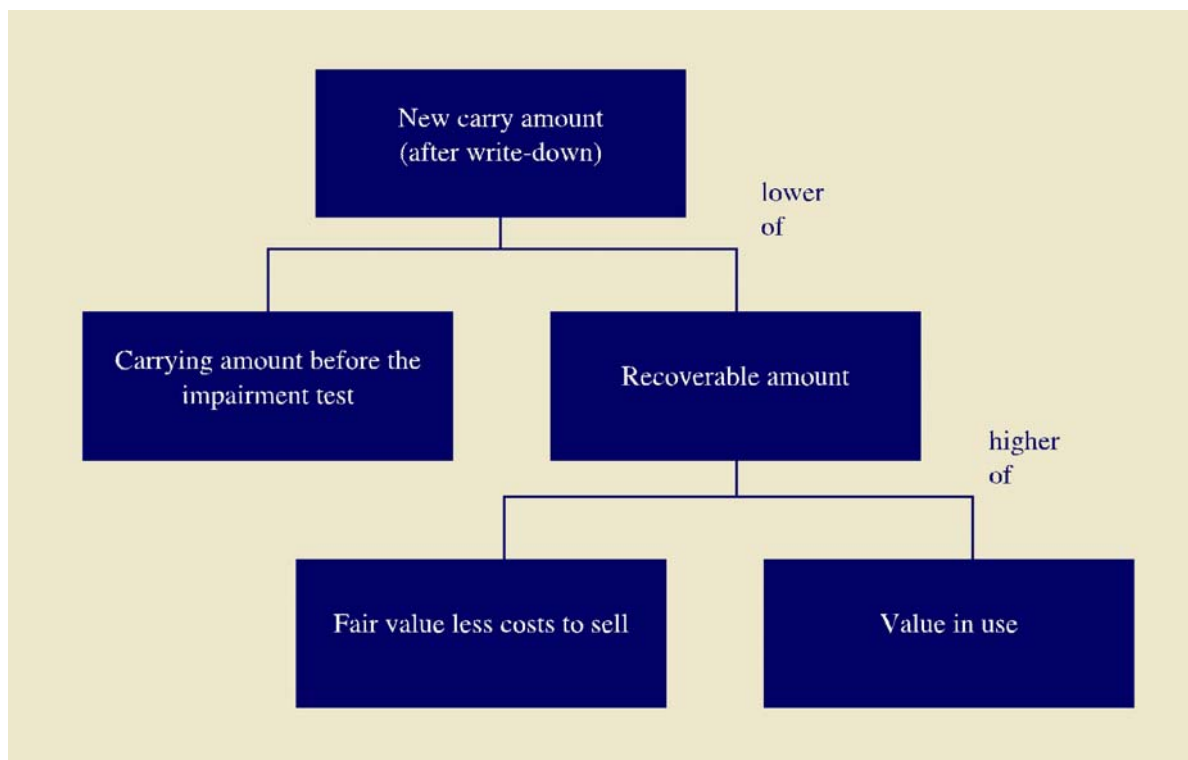 New carry amount
(after write-down)
lower
of
Carrying amount before the
impairment test
Recoverable amount
higher
of
Fair value less costs to sell
Value in use